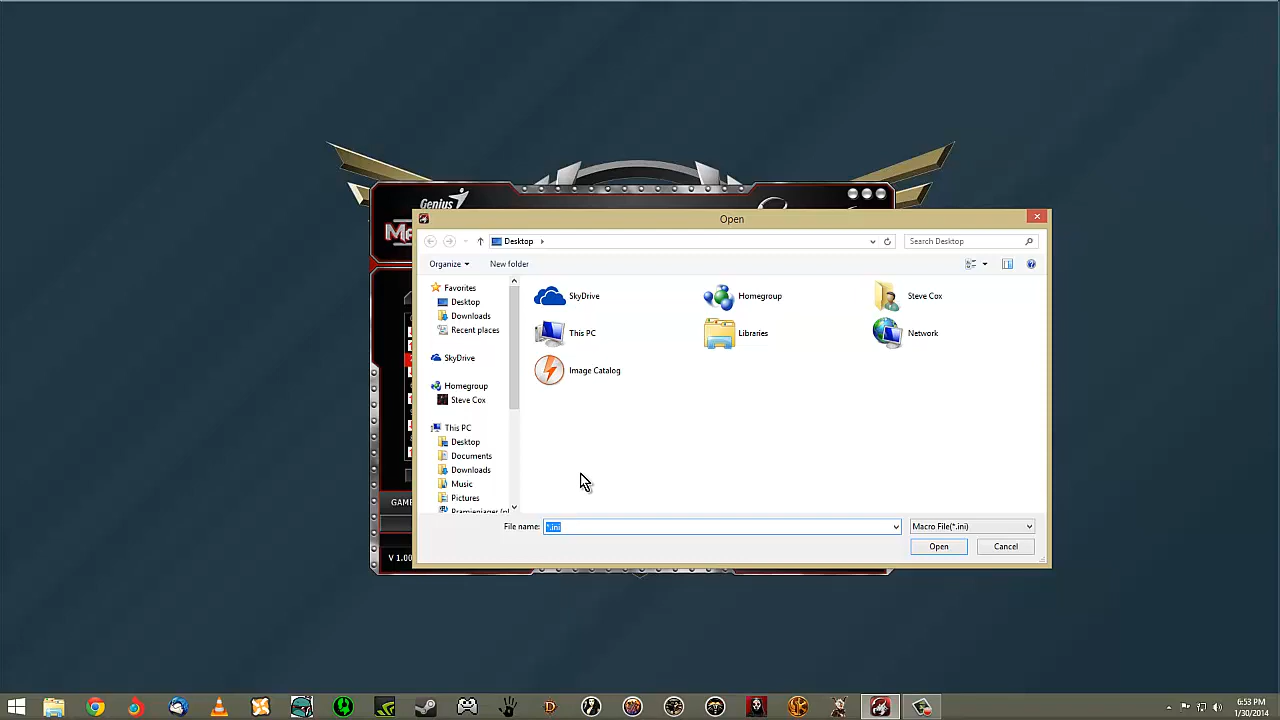 Genius
Me
Open
Desktop
Search Desktop
Organize
New folder
Favorites
Desktop
Downloads
Recent places
SkyDrive
Homegroup
Steve Cox
This PC
Desktop
Documents
Downloads
Music
Pictures
SkyDrive
Homegroup
Steve Cox
This PC
Libraries
Network
Image Catalog
File name:
*.ini
Macro File(*.ini)
Open
Cancel
GAM
V 1.00
6:53 PM
1/30/2014